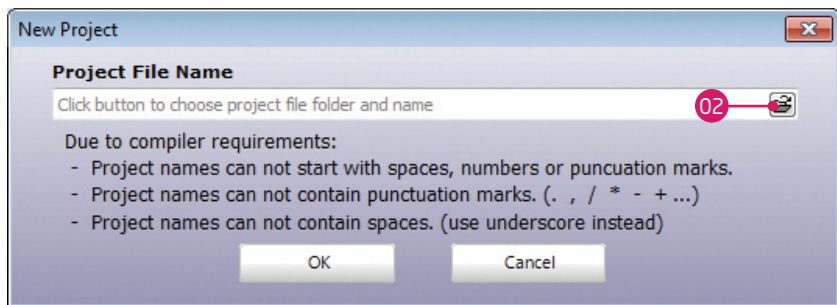 New Project
Project File Name
Click button to choose project file folder and name
02
Due to compiler requirements:
- Project names can not start with spaces, numbers or puncuation marks.
- Project names can not contain punctuation marks. (. , / * - + ...)
- Project names can not contain spaces. (use underscore instead)
OK Cancel